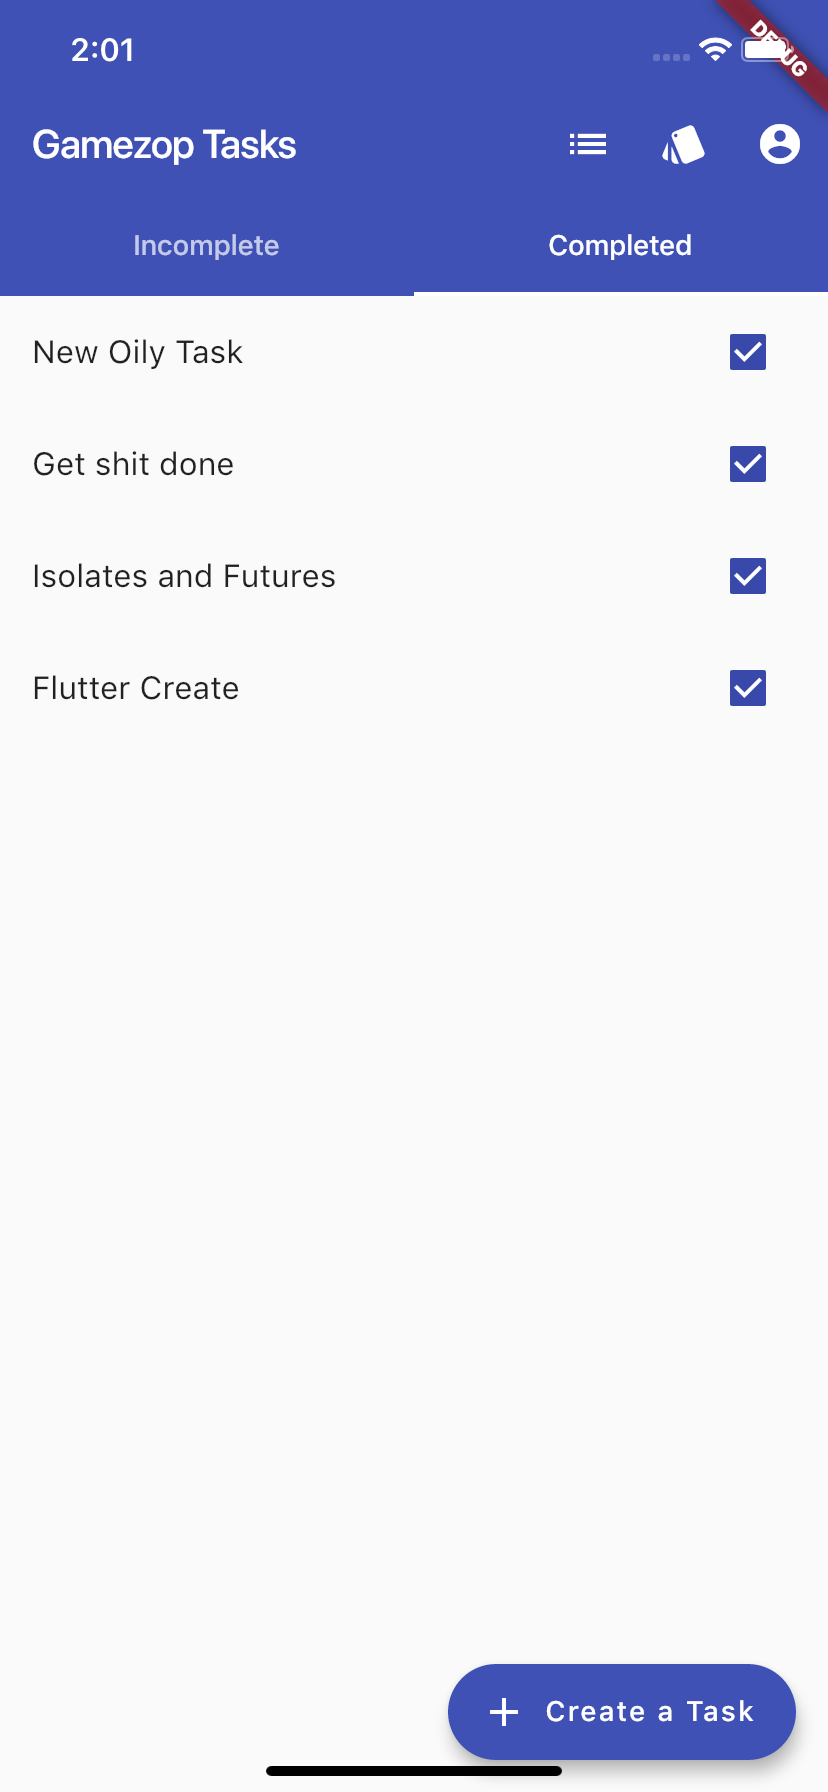 2:01
DEBUG
Gamezop Tasks
Incomplete Completed
New Oily Task
Get shit done
Isolates and Futures
Flutter Create
Create a Task